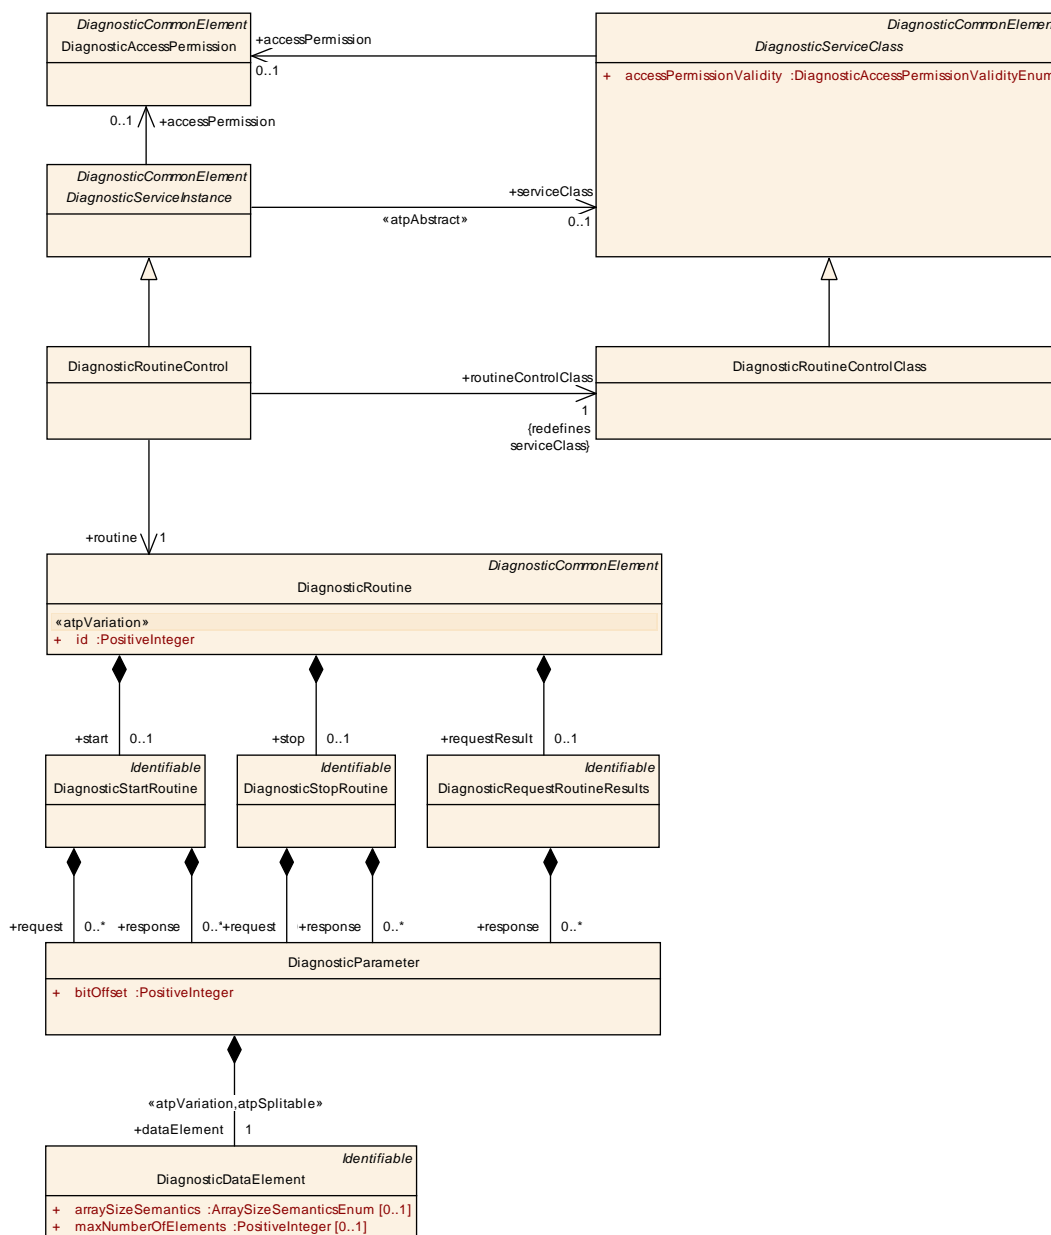 DiagnosticCommonElement
DiagnosticAccessPermission
DiagnosticCommonElement
DiagnosticServiceClass
+ accessPermissionValidity :DiagnosticAccessPermissionValidityEnum
+accessPermission
0..1
0..1
+accessPermission
DiagnosticCommonElement
DiagnosticServiceInstance
+serviceClass
«atpAbstract»
0..1
DiagnosticRoutineControl
DiagnosticRoutineControlClass
+routineControlClass
1
{redefines
serviceClass}
+routine
1
DiagnosticCommonElement
DiagnosticRoutine
«atpVariation»
+ id :PositiveInteger
+start
0..1
+stop
0..1
+requestResult
0..1
Identifiable
DiagnosticStartRoutine
Identifiable
DiagnosticStopRoutine
Identifiable
DiagnosticRequestRoutineResults
+request
0..*
+response
0..*
+request
+response
0..*
+response
0..*
DiagnosticParameter
+ bitOffset :PositiveInteger
«atpVariation,atpSplitable»
+dataElement
1
Identifiable
DiagnosticDataElement
+ arraySizeSemantics :ArraySizeSemanticsEnum [0..1]
+ maxNumberOfElements :PositiveInteger [0..1]